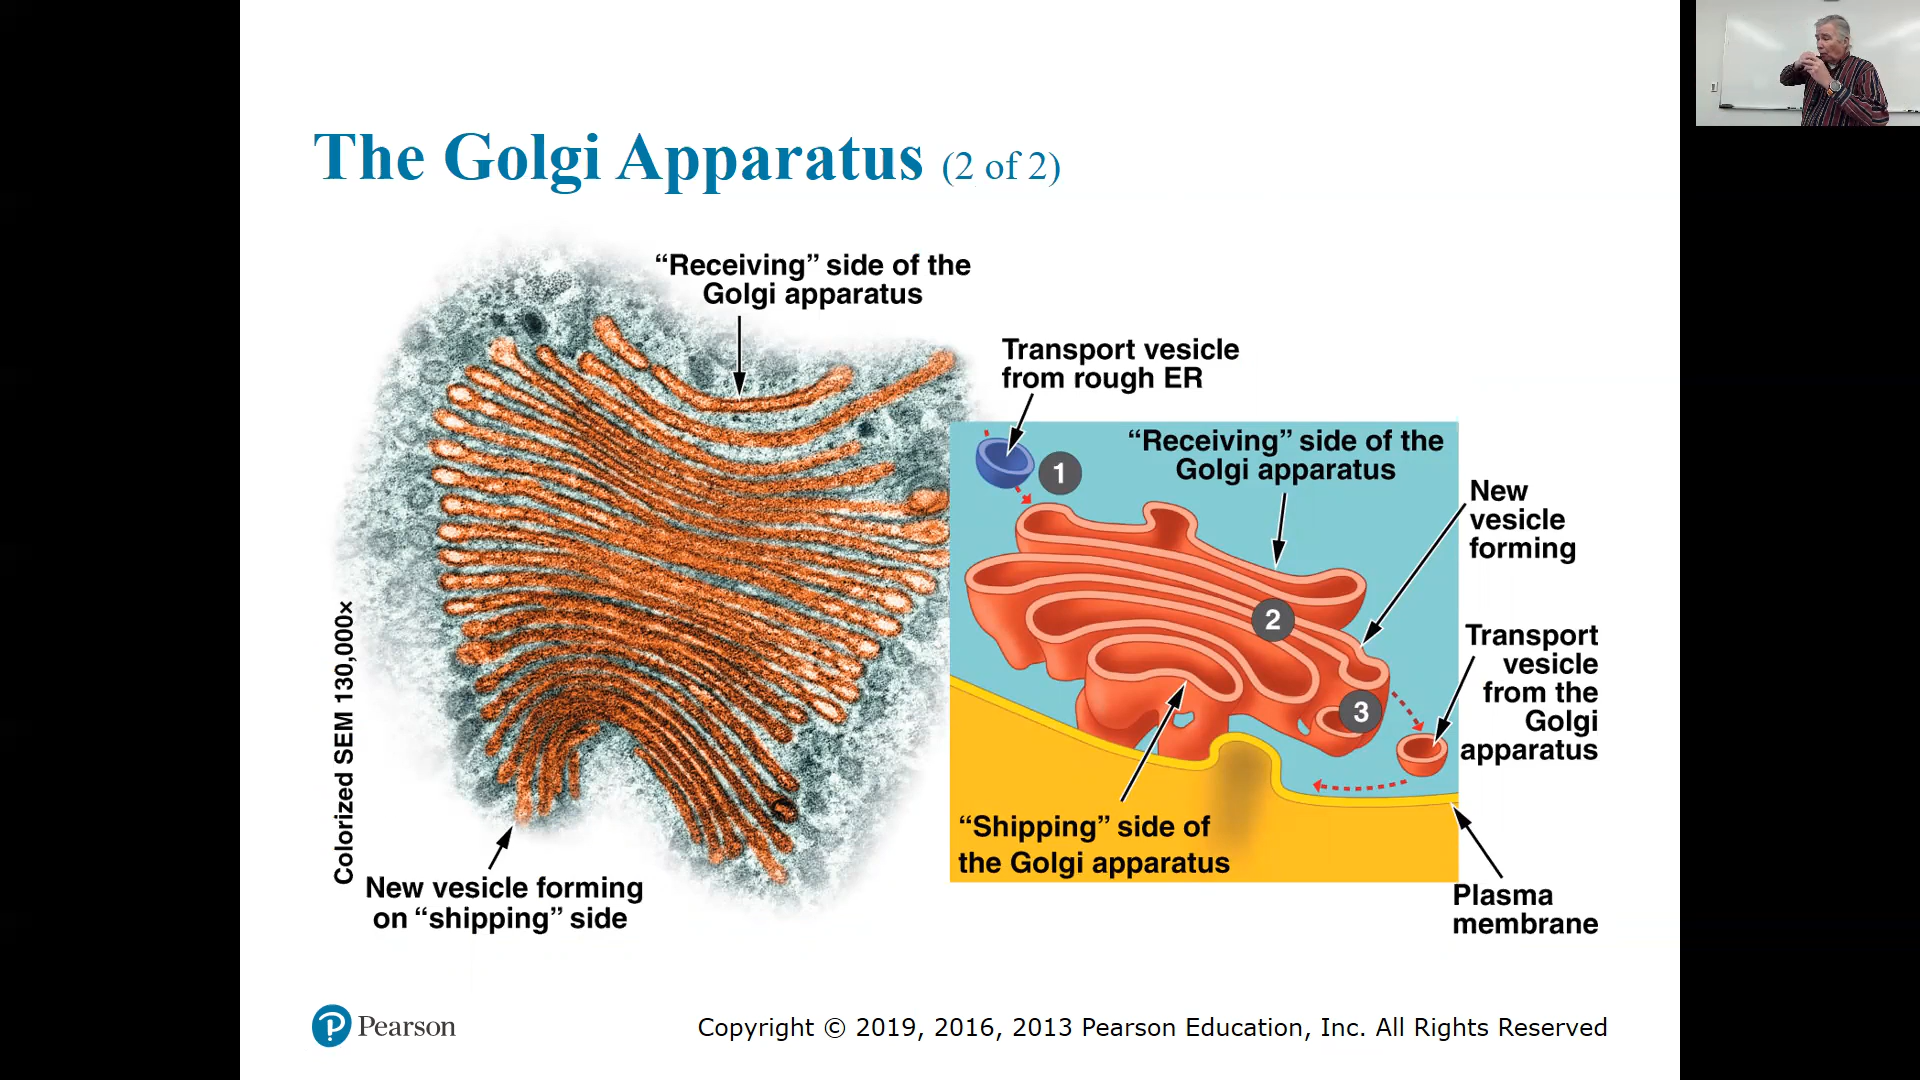 The Golgi Apparatus (2 of 2)
“Receiving” side of the
Golgi apparatus
Transport vesicle
from rough ER
1
“Receiving” side of the
Golgi apparatus
New
vesicle
forming
2
Transport
vesicle
from the
Golgi
apparatus
3
Colorized SEM 130,000×
“Shipping” side of
the Golgi apparatus
New vesicle forming
on “shipping” side
Plasma
membrane
P Pearson
Copyright © 2019, 2016, 2013 Pearson Education, Inc. All Rights Reserved